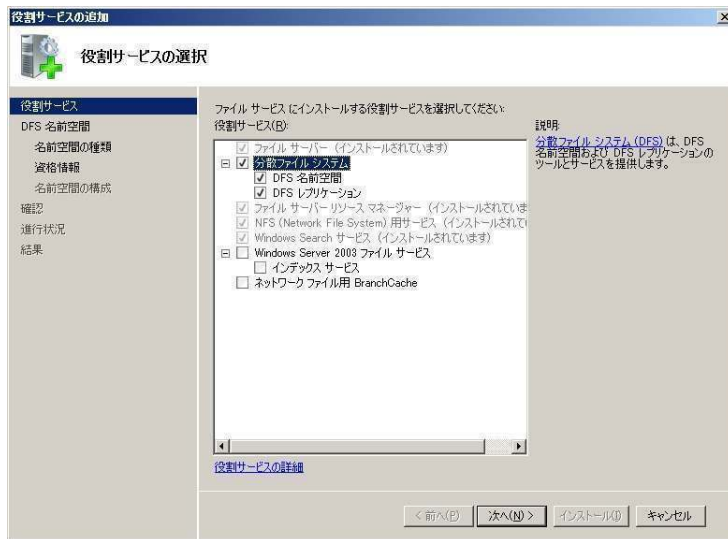 役割サービスの追加
役割サービスの選択
役割サービス
DFS 名前空間
名前空間の種類
資格情報
名前空間の構成
確認
進行状況
結果
ファイル サービス にインストールする役割サービスを選択してください:
役割サービス(R):
ファイル サーバー (インストールされています)
分散ファイル システム
DFS 名前空間
DFS レプリケーション
ファイル サーバー リソース マネージャー (インストールされていま
NFS (Network File System) 用サービス (インストールされてい
Windows Search サービス (インストールされています)
Windows Server 2003 ファイル サービス
インデックス サービス
ネットワーク ファイル用 BranchCache
役割サービスの詳細
説明:
分散ファイル システム (DFS) は、DFS
名前空間および DFS レプリケーションの
ツールとサービスを提供します。
< 前へ(P)
次へ(N) >
インストール(I)
キャンセル